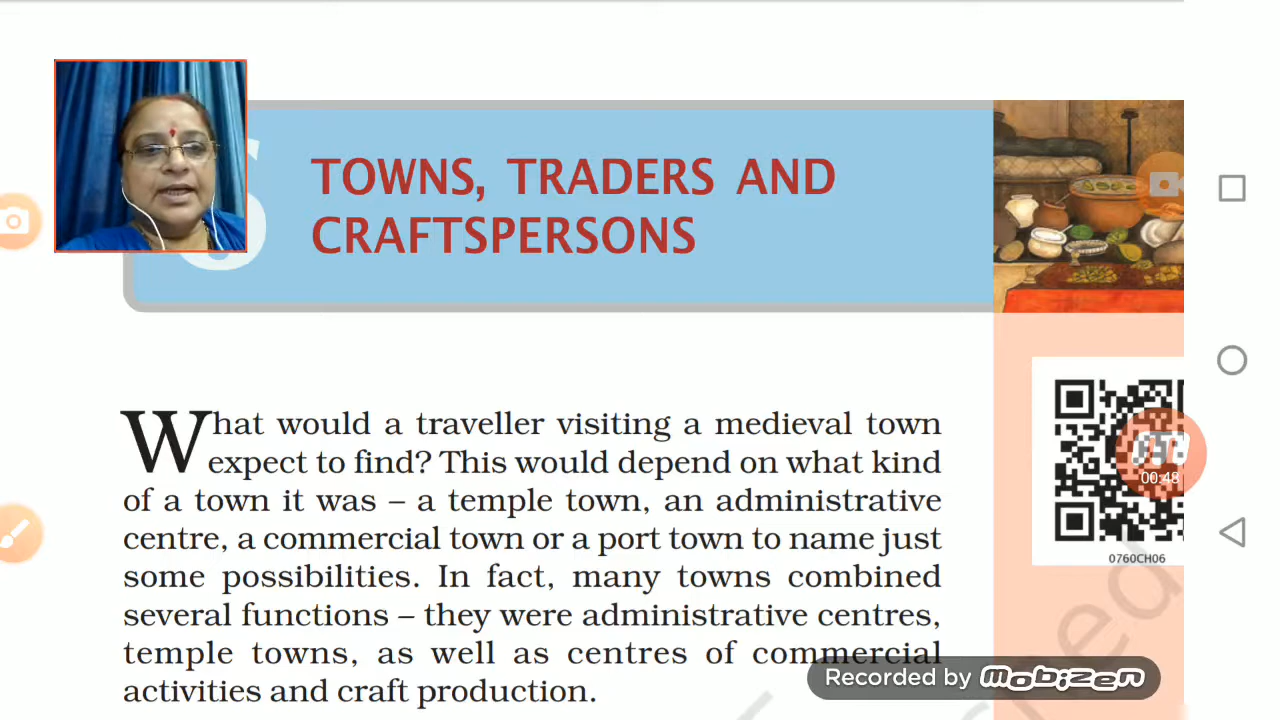 6
TOWNS, TRADERS AND
CRAFTSPERSONS
What would a traveller visiting a medieval town
expect to find? This would depend on what kind
of a town it was – a temple town, an administrative
centre, a commercial town or a port town to name just
some possibilities. In fact, many towns combined
several functions – they were administrative centres,
temple towns, as well as centres of commercial
activities and craft production.
00:48
0760CH06
Recorded by mobizen